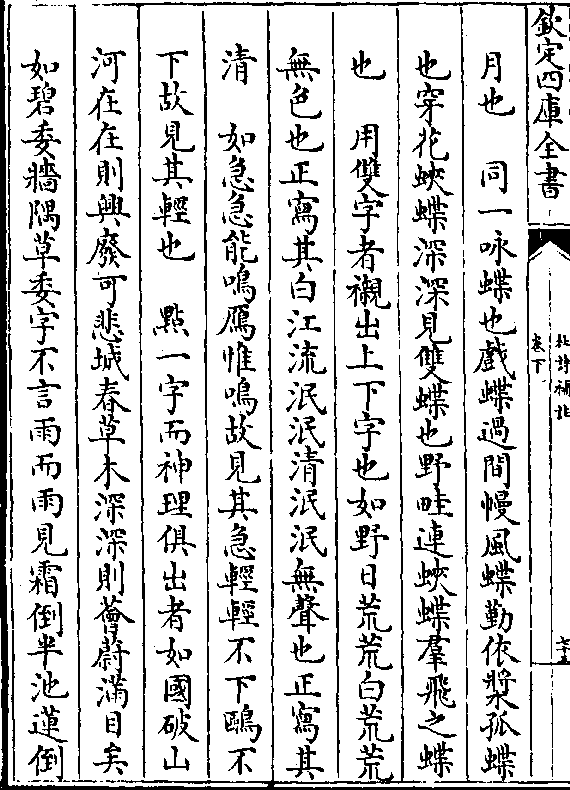 欽定四庫全書
杜詩攟
卷下
七十五
月也　同一咏蝶也戲蝶過間幔風蝶勤依槳孤蝶
也穿花蛺蝶深深見雙蝶也野畦連蛺蝶羣飛之蝶
也　用雙字者襯出上下字也如野日荒荒白荒荒
無色也正寫其白江流泯泯清泯泯無聲也正寫其
清　如急急能鳴鴈惟鳴故見其急輕輕不下鷗不
下故見其輕也　點一字而神理俱出者如國破山
河在在則興廢可悲城春草木深深則薈蔚滿目矣
如碧委牆隅草委字不言雨而雨見霜倒半池蓮倒